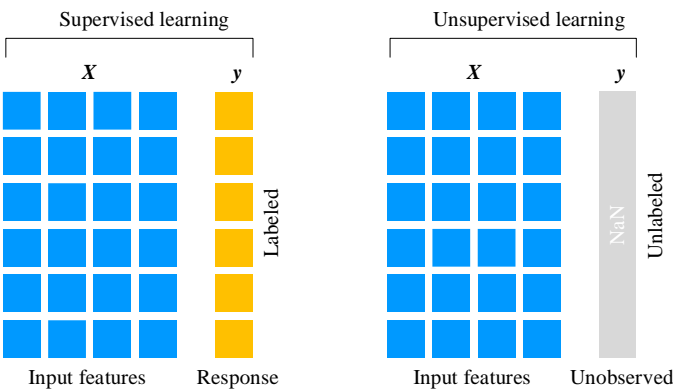 Supervised learning
X y
Labeled
Input features Response
Unsupervised learning
X y
NaN
Unlabeled
Input features Unobserved